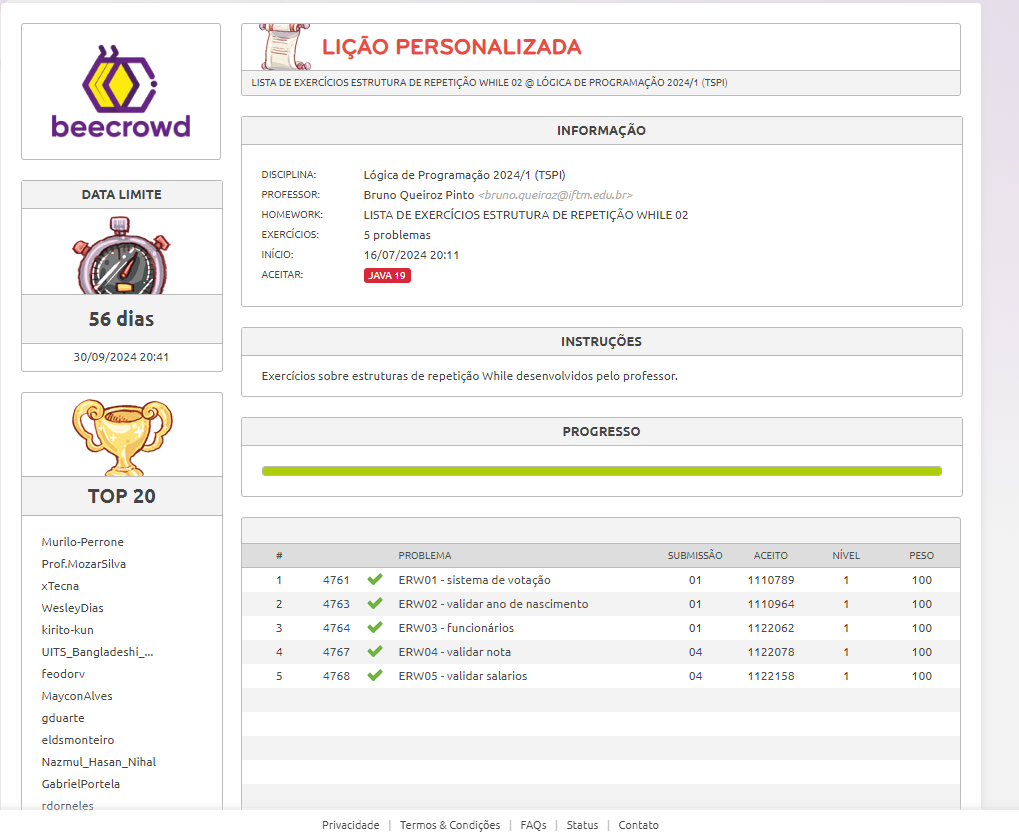 beecrowd
DATA LIMITE
56 dias
30/09/2024 20:41
TOP 20
Murilo-Perrone
Prof.MozarSilva
xTecna
WesleyDias
kirito-kun
UITS_Bangladeshi_...
feodorv
MayconAlves
gduarte
eldsmonteiro
Nazmul_Hasan_Nihal
GabrielPortela
rdorneles
LIÇÃO PERSONALIZADA
LISTA DE EXERCÍCIOS ESTRUTURA DE REPETIÇÃO WHILE 02 @ LÓGICA DE PROGRAMAÇÃO 2024/1 (TSPI)
INFORMAÇÃO
DISCIPLINA: Lógica de Programação 2024/1 (TSPI)
PROFESSOR: Bruno Queiroz Pinto <bruno.queiroz@iftm.edu.br>
HOMEWORK: LISTA DE EXERCÍCIOS ESTRUTURA DE REPETIÇÃO WHILE 02
EXERCÍCIOS: 5 problemas
INÍCIO: 16/07/2024 20:11
ACEITAR: JAVA 19
INSTRUÇÕES
Exercícios sobre estruturas de repetição While desenvolvidos pelo professor.
PROGRESSO
# PROBLEMA SUBMISSÃO ACEITO NÍVEL PESO
1 4761 ERW01 - sistema de votação 01 1110789 1 100
2 4763 ERW02 - validar ano de nascimento 01 1110964 1 100
3 4764 ERW03 - funcionários 01 1122062 1 100
4 4767 ERW04 - validar nota 04 1122078 1 100
5 4768 ERW05 - validar salarios 04 1122158 1 100
Privacidade | Termos & Condições | FAQs | Status | Contato